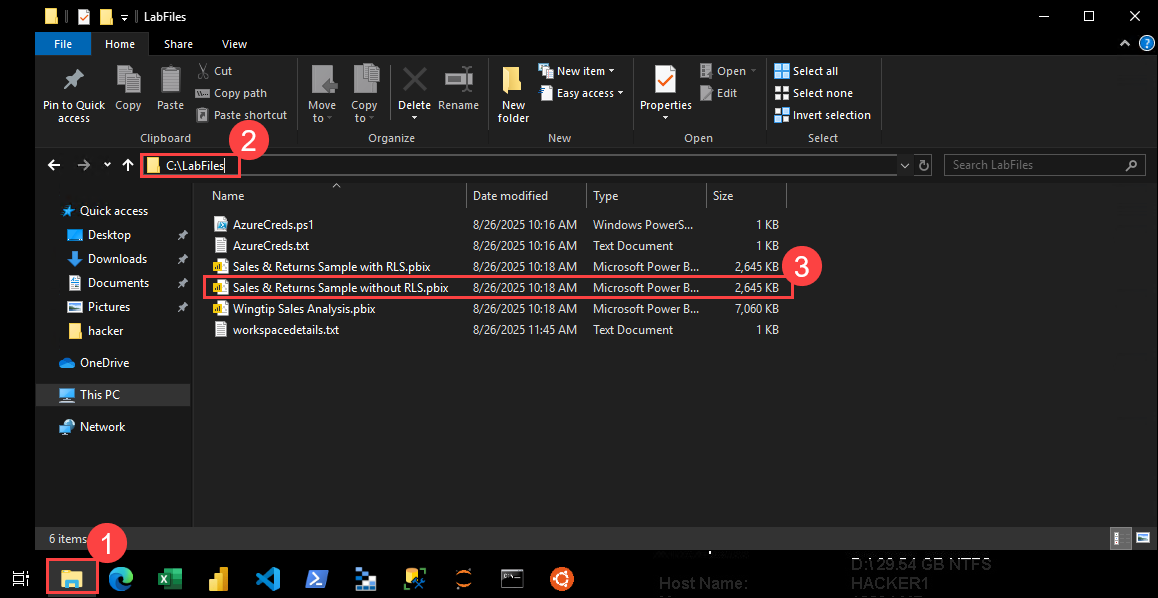 LabFiles
File Home Share View
Pin to Quick access
Copy
Paste
Cut
Copy path
Paste shortcut
Clipboard
Move to
Copy to
Delete
Rename
Organize
New folder
New item
Easy access
New
Properties
Open
Edit
Open
Select all
Select none
Invert selection
Select
2
C:\LabFiles
Search LabFiles
Quick access
Desktop
Downloads
Documents
Pictures
hacker
OneDrive
This PC
Network
Name Date modified Type Size
AzureCreds.ps1 8/26/2025 10:16 AM Windows PowerS... 1 KB
AzureCreds.txt 8/26/2025 10:16 AM Text Document 1 KB
Sales & Returns Sample with RLS.pbix 8/26/2025 10:18 AM Microsoft Power B... 2,645 KB
3
Sales & Returns Sample without RLS.pbix 8/26/2025 10:18 AM Microsoft Power B... 2,645 KB
Wingtip Sales Analysis.pbix 8/26/2025 10:18 AM Microsoft Power B... 7,060 KB
workspacedetails.txt 8/26/2025 11:45 AM Text Document 1 KB
6 items
1
D:\ 29.54 GB NTFS
Host Name: HACKER1